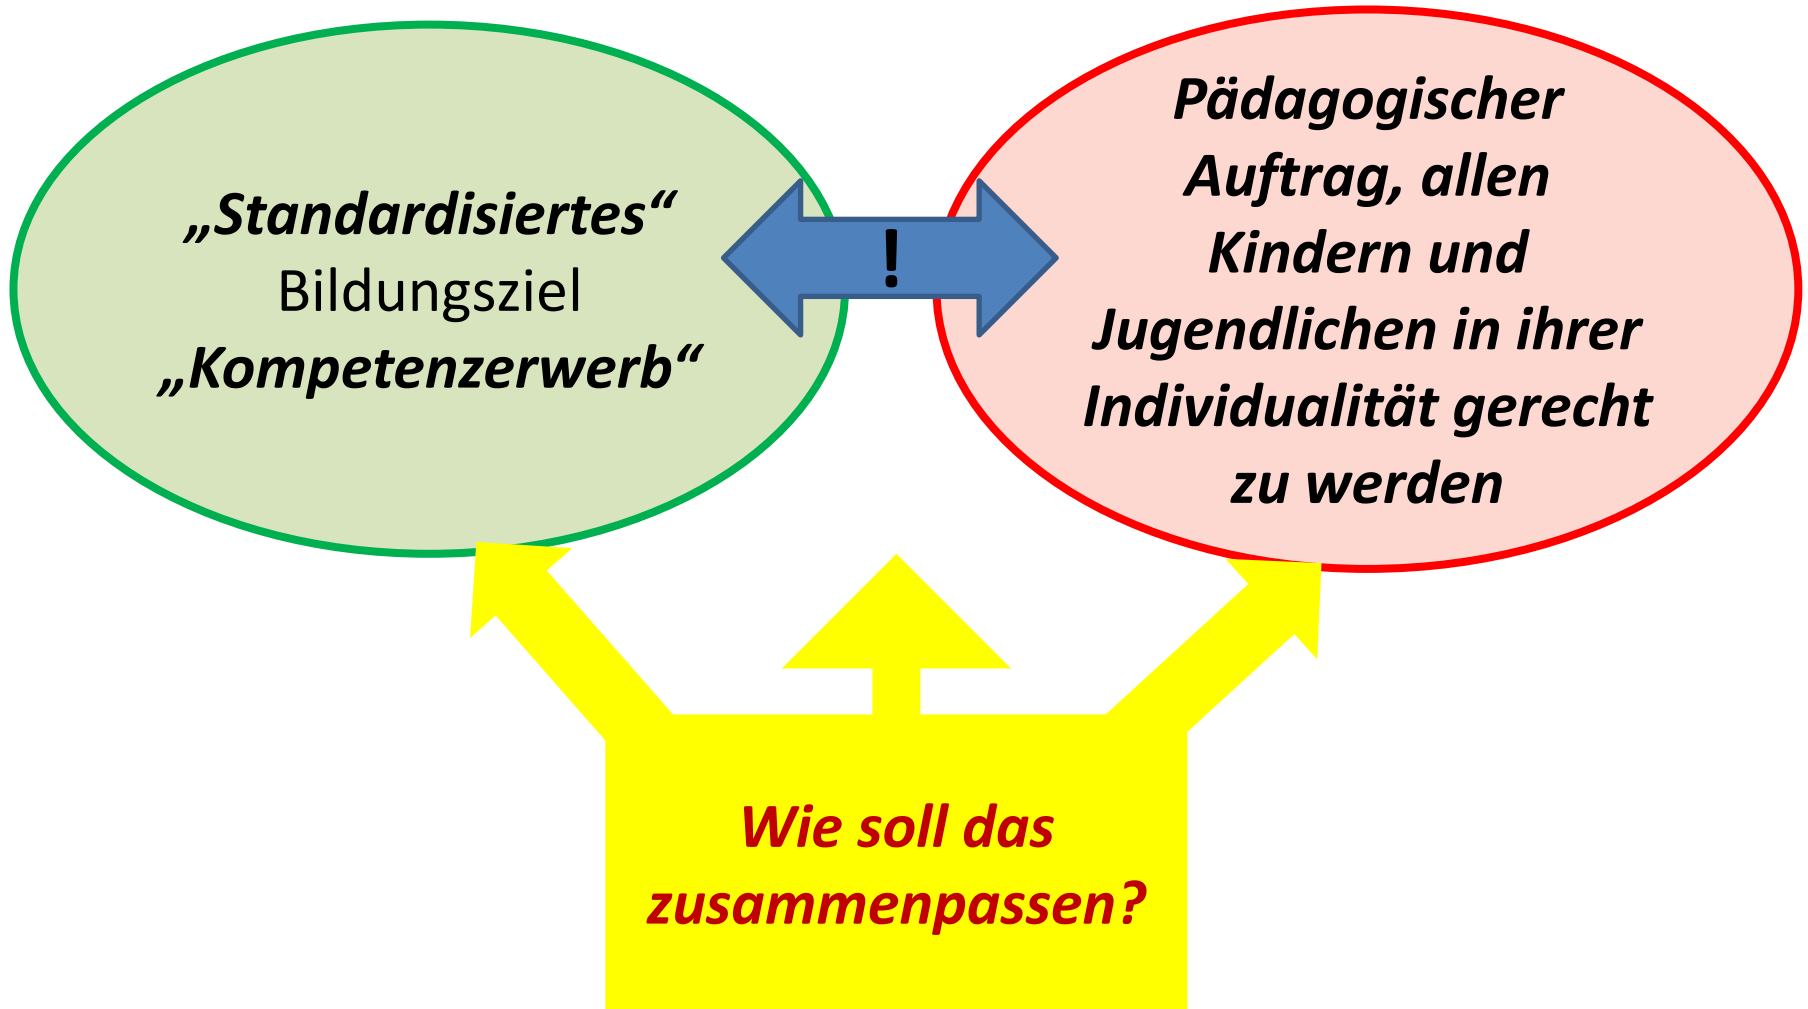 „Standardisiertes“
Bildungsziel
„Kompetenzerwerb“
!
Pädagogischer
Auftrag, allen
Kindern und
Jugendlichen in ihrer
Individualität gerecht
zu werden
Wie soll das
zusammenpassen?